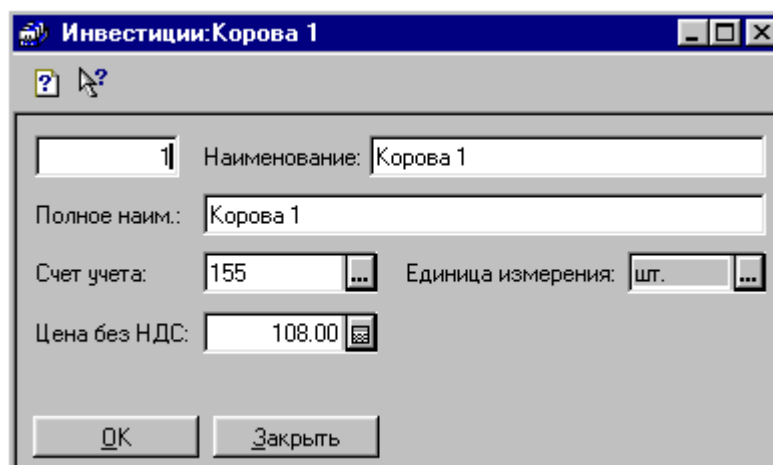 Инвестиции:Корова 1
1 Наименование: Корова 1
Полное наим.: Корова 1
Счет учета: 155 ... Единица измерения: шт. ...
Цена без НДС: 108.00
OK Закрыть